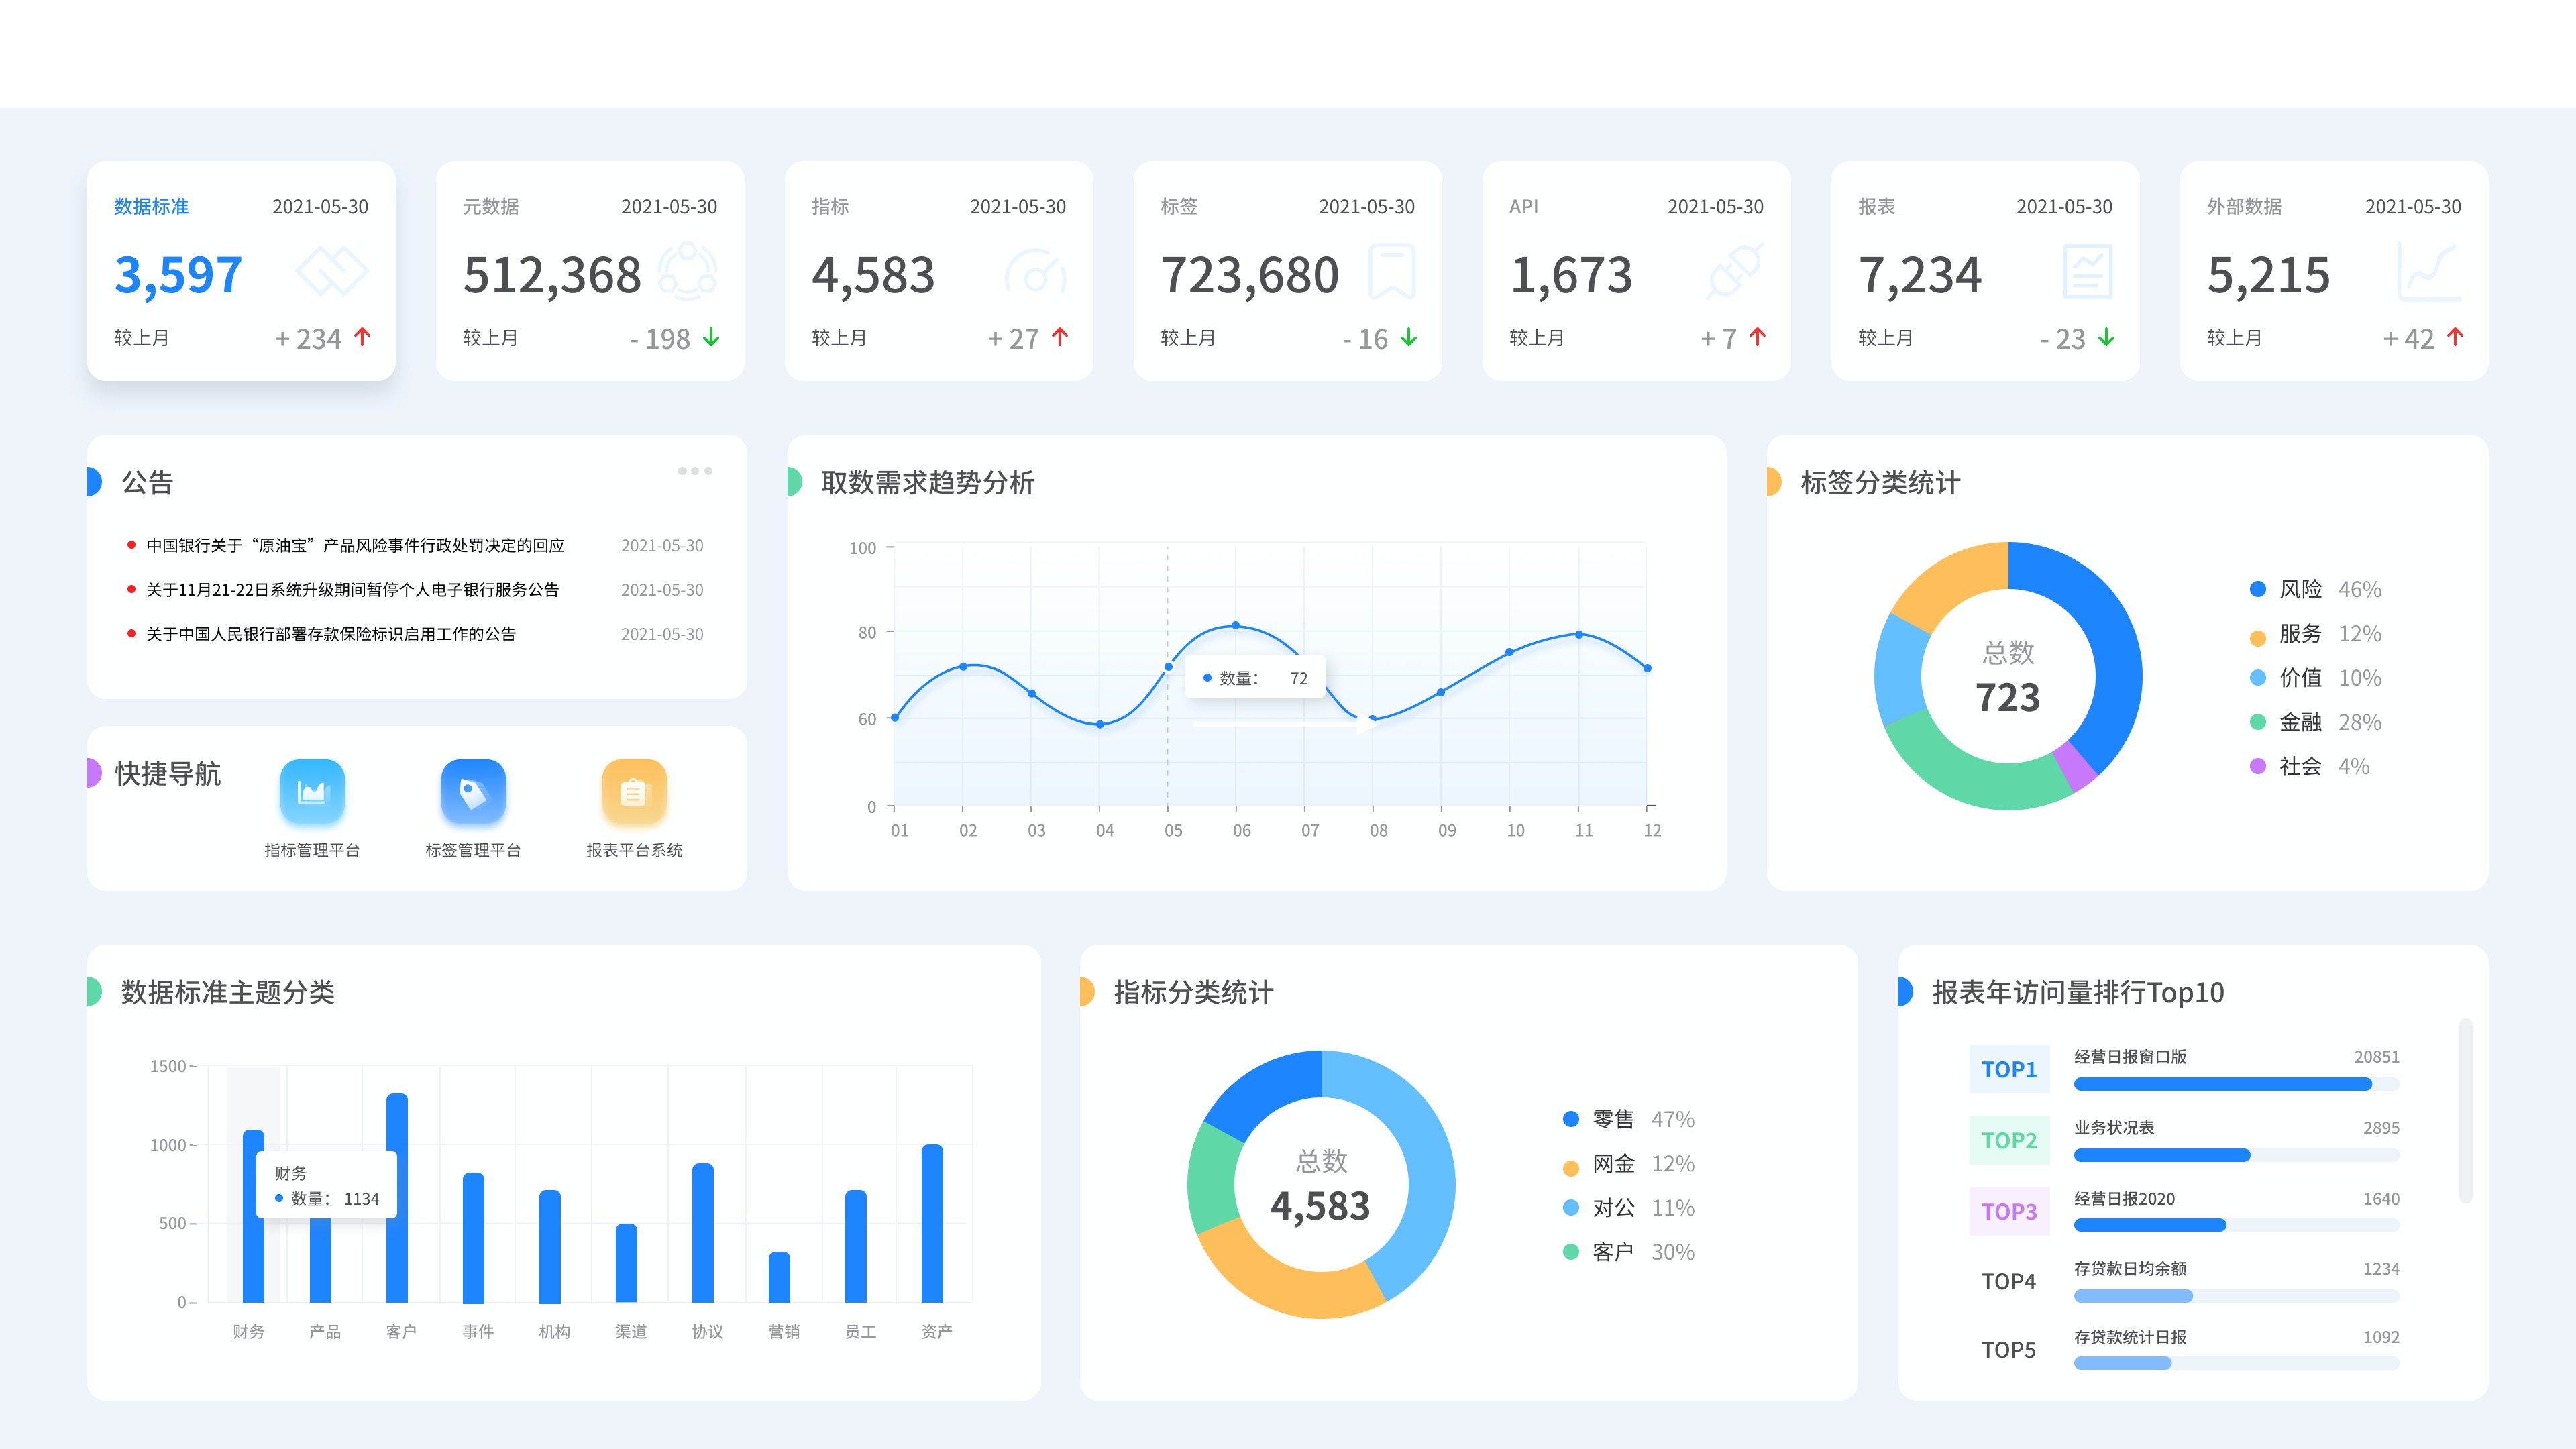 数据标准 2021-05-30
3,597
较上月 + 234
元数据 2021-05-30
512,368
较上月 - 198
指标 2021-05-30
4,583
较上月 + 27
标签 2021-05-30
723,680
较上月 - 16
API 2021-05-30
1,673
较上月 + 7
报表 2021-05-30
7,234
较上月 - 23
外部数据 2021-05-30
5,215
较上月 + 42
公告
中国银行关于“原油宝”产品风险事件行政处罚决定的回应 2021-05-30
关于11月21-22日系统升级期间暂停个人电子银行服务公告 2021-05-30
关于中国人民银行部署存款保险标识启用工作的公告 2021-05-30
快捷导航
指标管理平台 标签管理平台 报表平台系统
取数需求趋势分析
100
80
60
0
数量： 72
01 02 03 04 05 06 07 08 09 10 11 12
标签分类统计
总数
723
风险 46%
服务 12%
价值 10%
金融 28%
社会 4%
数据标准主题分类
1500
1000
500
0
财务
数量： 1134
财务 产品 客户 事件 机构 渠道 协议 营销 员工 资产
指标分类统计
总数
4,583
零售 47%
网金 12%
对公 11%
客户 30%
报表年访问量排行Top10
TOP1 经营日报窗口版 20851
TOP2 业务状况表 2895
TOP3 经营日报2020 1640
TOP4 存贷款日均余额 1234
TOP5 存贷款统计日报 1092